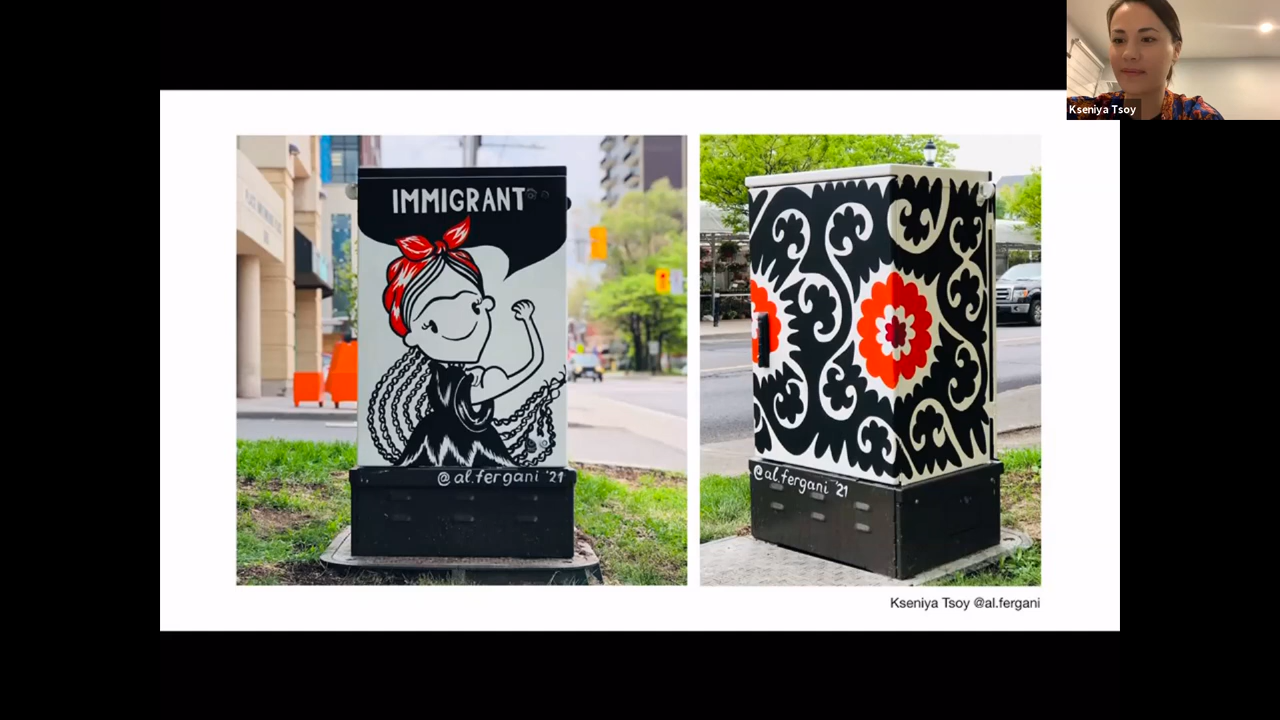 Kseniya Tsoy
IMMIGRANT
@al.fergani '21
@al.fergani '21
Kseniya Tsoy @al.fergani